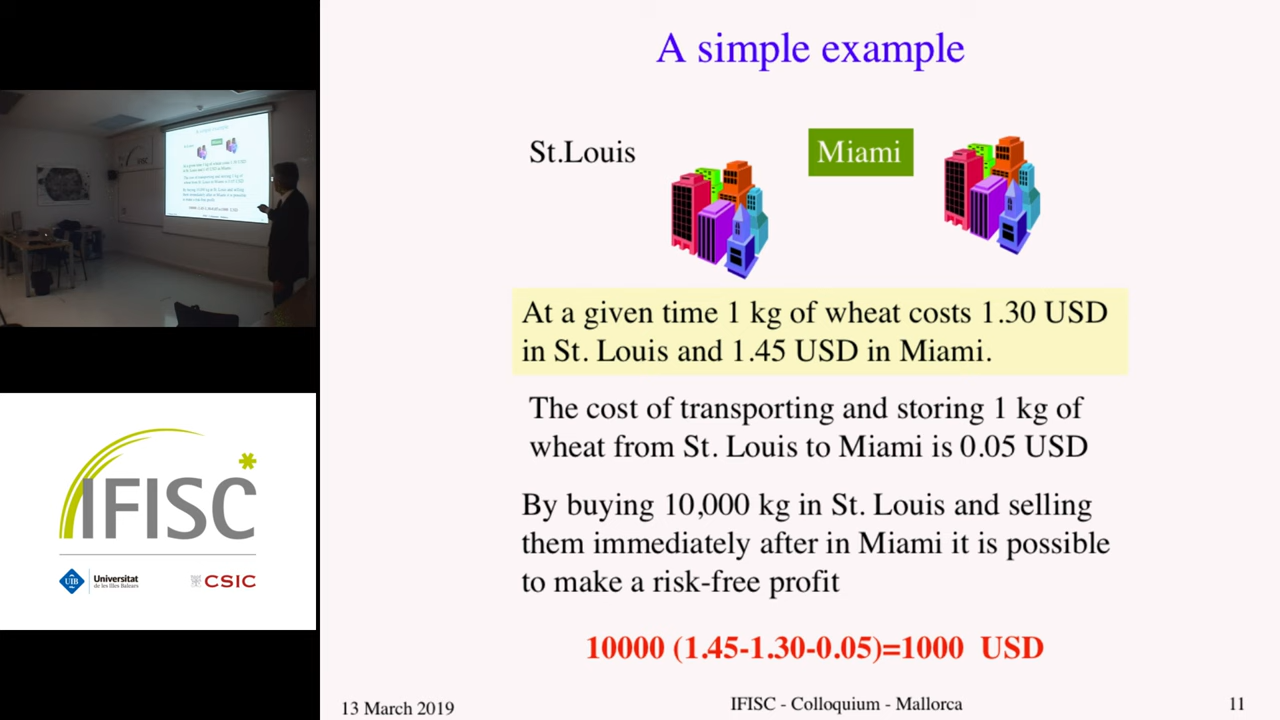 A simple example
St.Louis
Miami
At a given time 1 kg of wheat costs 1.30 USD
in St. Louis and 1.45 USD in Miami.
The cost of transporting and storing 1 kg of
wheat from St. Louis to Miami is 0.05 USD
By buying 10,000 kg in St. Louis and selling
them immediately after in Miami it is possible
to make a risk-free profit
10000 (1.45-1.30-0.05)=1000 USD
13 March 2019
IFISC - Colloquium - Mallorca
11
IFISC
UIB
Universitat
de les Illes Balears
CSIC